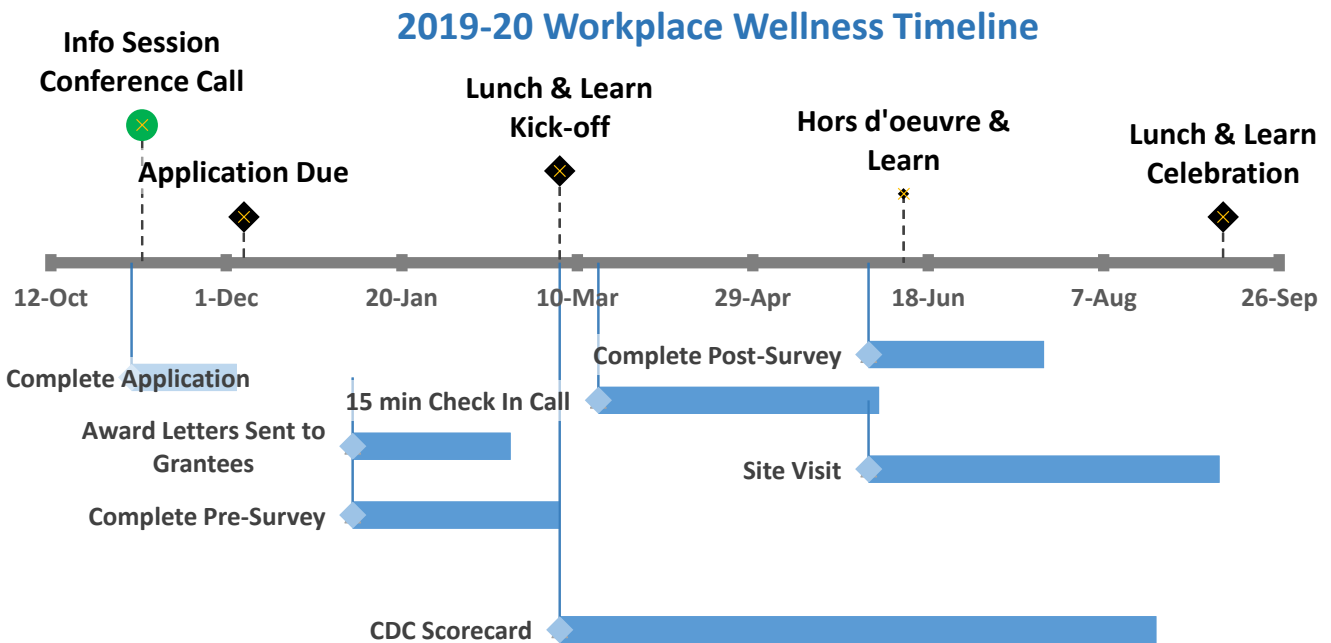 2019-20 Workplace Wellness Timeline
Info Session
Conference Call
Lunch & Learn
Kick-off
Hors d'oeuvre &
Learn
Lunch & Learn
Celebration
Application Due
12-Oct
1-Dec
20-Jan
10-Mar
29-Apr
18-Jun
7-Aug
26-Sep
Complete Post-Survey
Complete Application
15 min Check In Call
Award Letters Sent to
Grantees
Site Visit
Complete Pre-Survey
CDC Scorecard